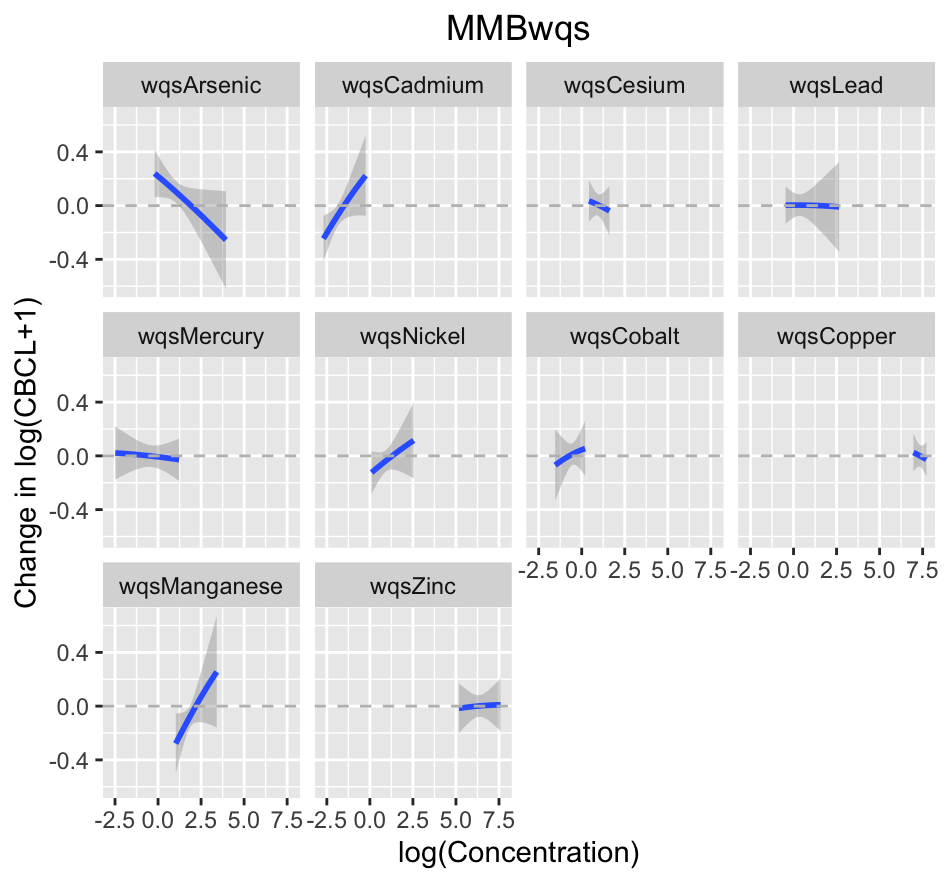 MMBwqs
wqsArsenic wqsCadmium wqsCesium wqsLead
0.4
0.0
-0.4
wqsMercury wqsNickel wqsCobalt wqsCopper
0.4
0.0
-0.4
-2.5 0.0 2.5 5.0 7.5 -2.5 0.0 2.5 5.0 7.5
wqsManganese wqsZinc
0.4
0.0
-0.4
-2.5 0.0 2.5 5.0 7.5 -2.5 0.0 2.5 5.0 7.5
log(Concentration)
Change in log(CBCL+1)